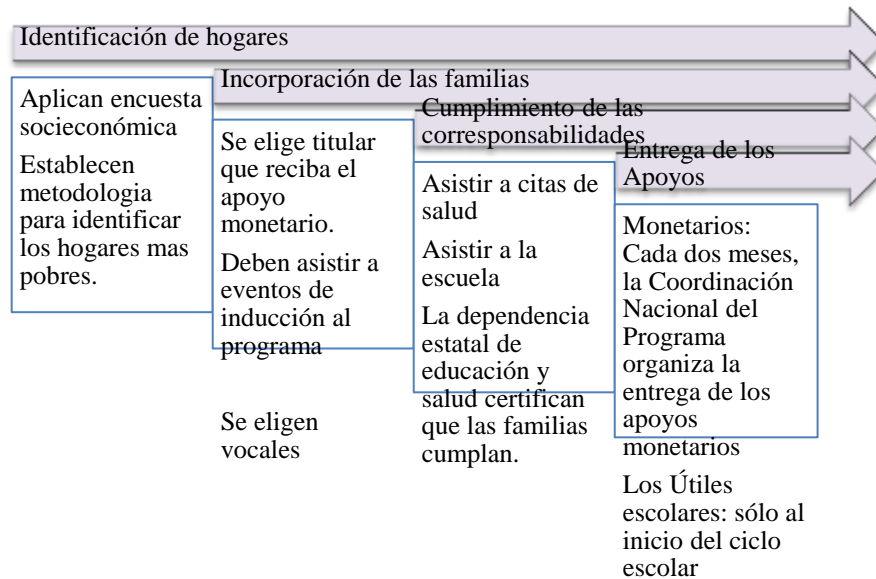 Identificación de hogares
Aplican encuesta
socieconómica
Establecen
metodologia
para identificar
los hogares mas
pobres.
Incorporación de las familias
Se elige titular
que reciba el
apoyo
monetario.
Deben asistir a
eventos de
inducción al
programa
Se eligen
vocales
Cumplimiento de las
corresponsabilidades
Asistir a citas de
salud
Asistir a la
escuela
La dependencia
estatal de
educación y
salud certifican
que las familias
cumplan.
Entrega de los
Apoyos
Monetarios:
Cada dos meses,
la Coordinación
Nacional del
Programa
organiza la
entrega de los
apoyos
monetarios
Los Útiles
escolares: sólo al
inicio del ciclo
escolar